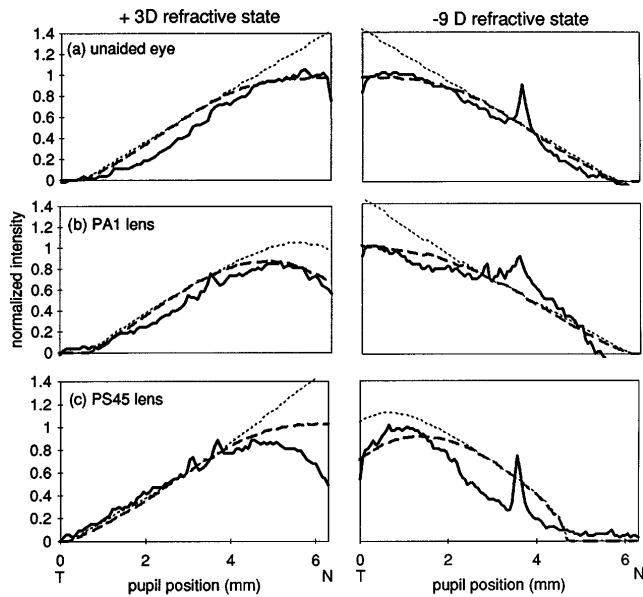 + 3D refractive state
-9 D refractive state
1.4
(a) unaided eye
1.2
1
0.8
0.6
0.4
0.2
0
1.4
(b) PA1 lens
1.2
1
0.8
0.6
0.4
0.2
0
normalized intensity
1.4
(c) PS45 lens
1.2
1
0.8
0.6
0.4
0.2
0
0 2 4 6
T pupil position (mm) N
0 2 4 6
T pupil position (mm) N